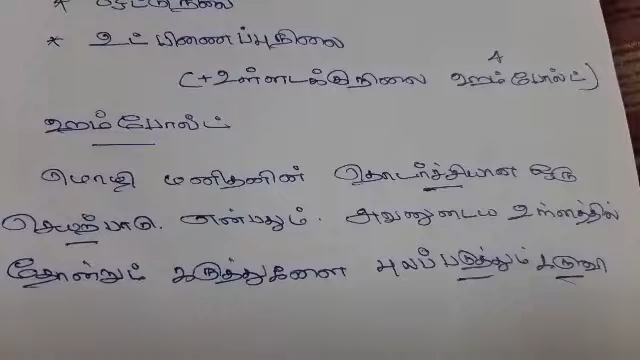 * ஒட்டுநிலை
* உட்பிணைப்புநிலை
(+ உள்ளடக்குநிலை ஹம்போல்ட்)
ஹம்போல்ட்
மொழி மனிதனின் தொடர்ச்சியான ஒரு
செயற்பாடு. என்பதும். அவனுடைய உள்ளத்தில்
தோன்றும் கருத்துகளை புலப்படுத்தும் கருவி